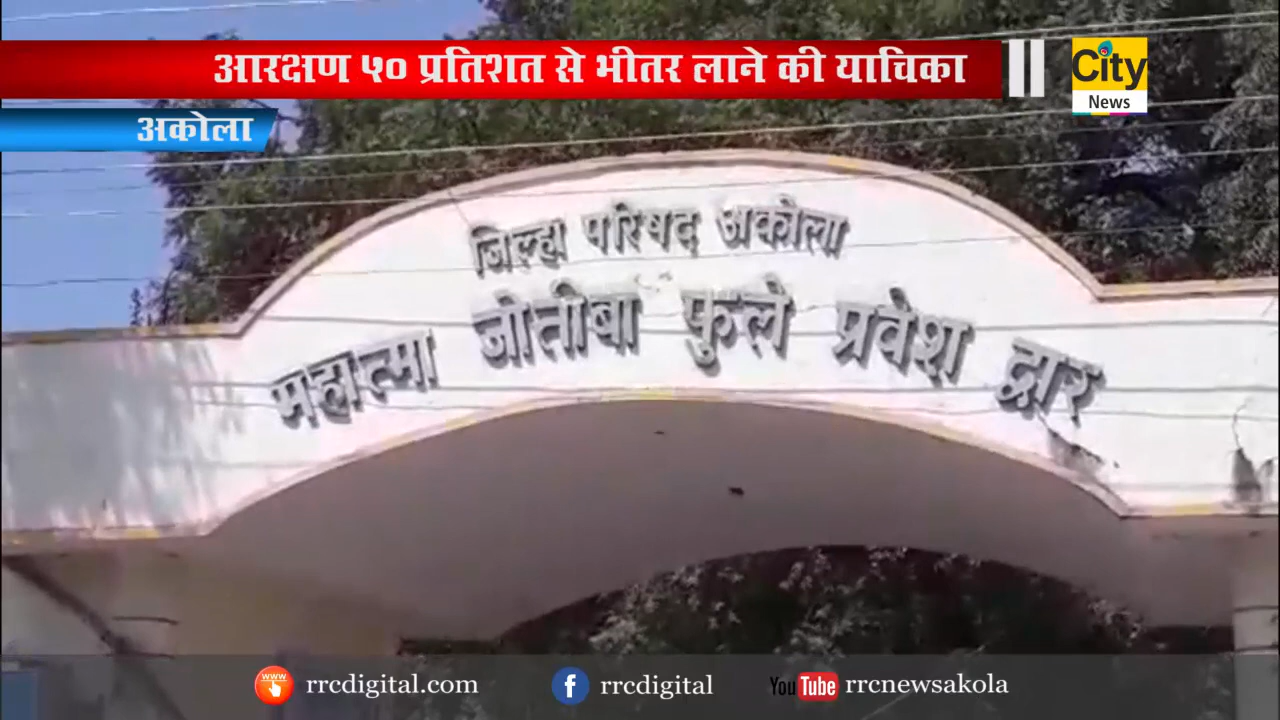 आरक्षण ५० प्रतिशत से भीतर लाने की याचिका
City
News
अकोला
जिल्हा परिषद अकोला
महात्मा जोतीबा फुले प्रवेश द्वार
www
rrcdigital.com
f
rrcdigital
YouTube
rrcnewsakola